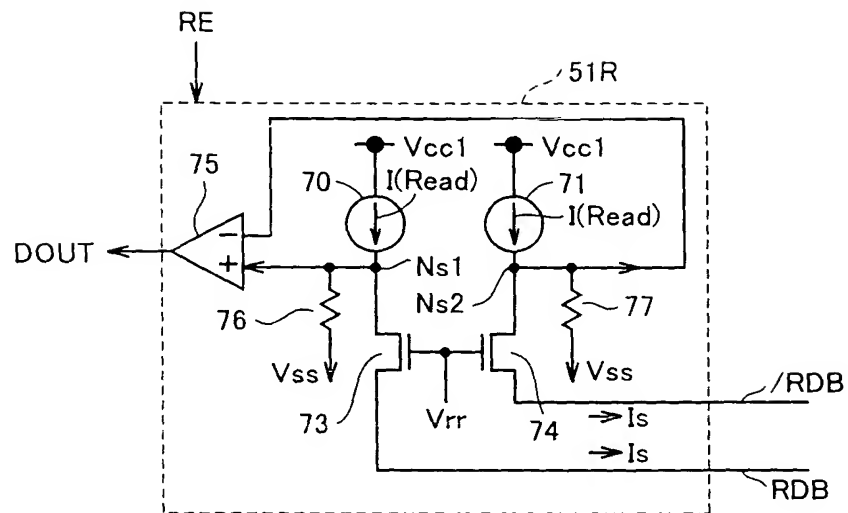 RE
51R
Vcc1
Vcc1
75
70
I(Read)
71
I(Read)
DOUT
−
+
Ns1
Ns2
76
77
Vss
Vss
73
Vrr
74
/RDB
Is
Is
RDB